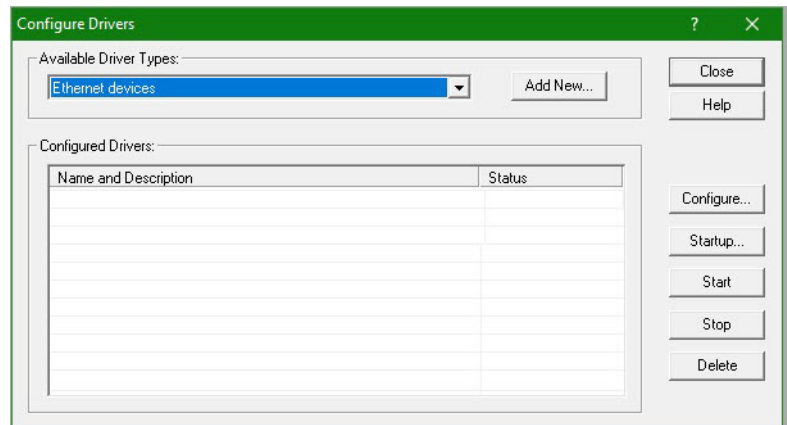 Configure Drivers
?
Available Driver Types:
Ethernet devices
Add New...
Close
Help
Configured Drivers:
Name and Description
Status
Configure...
Startup...
Start
Stop
Delete